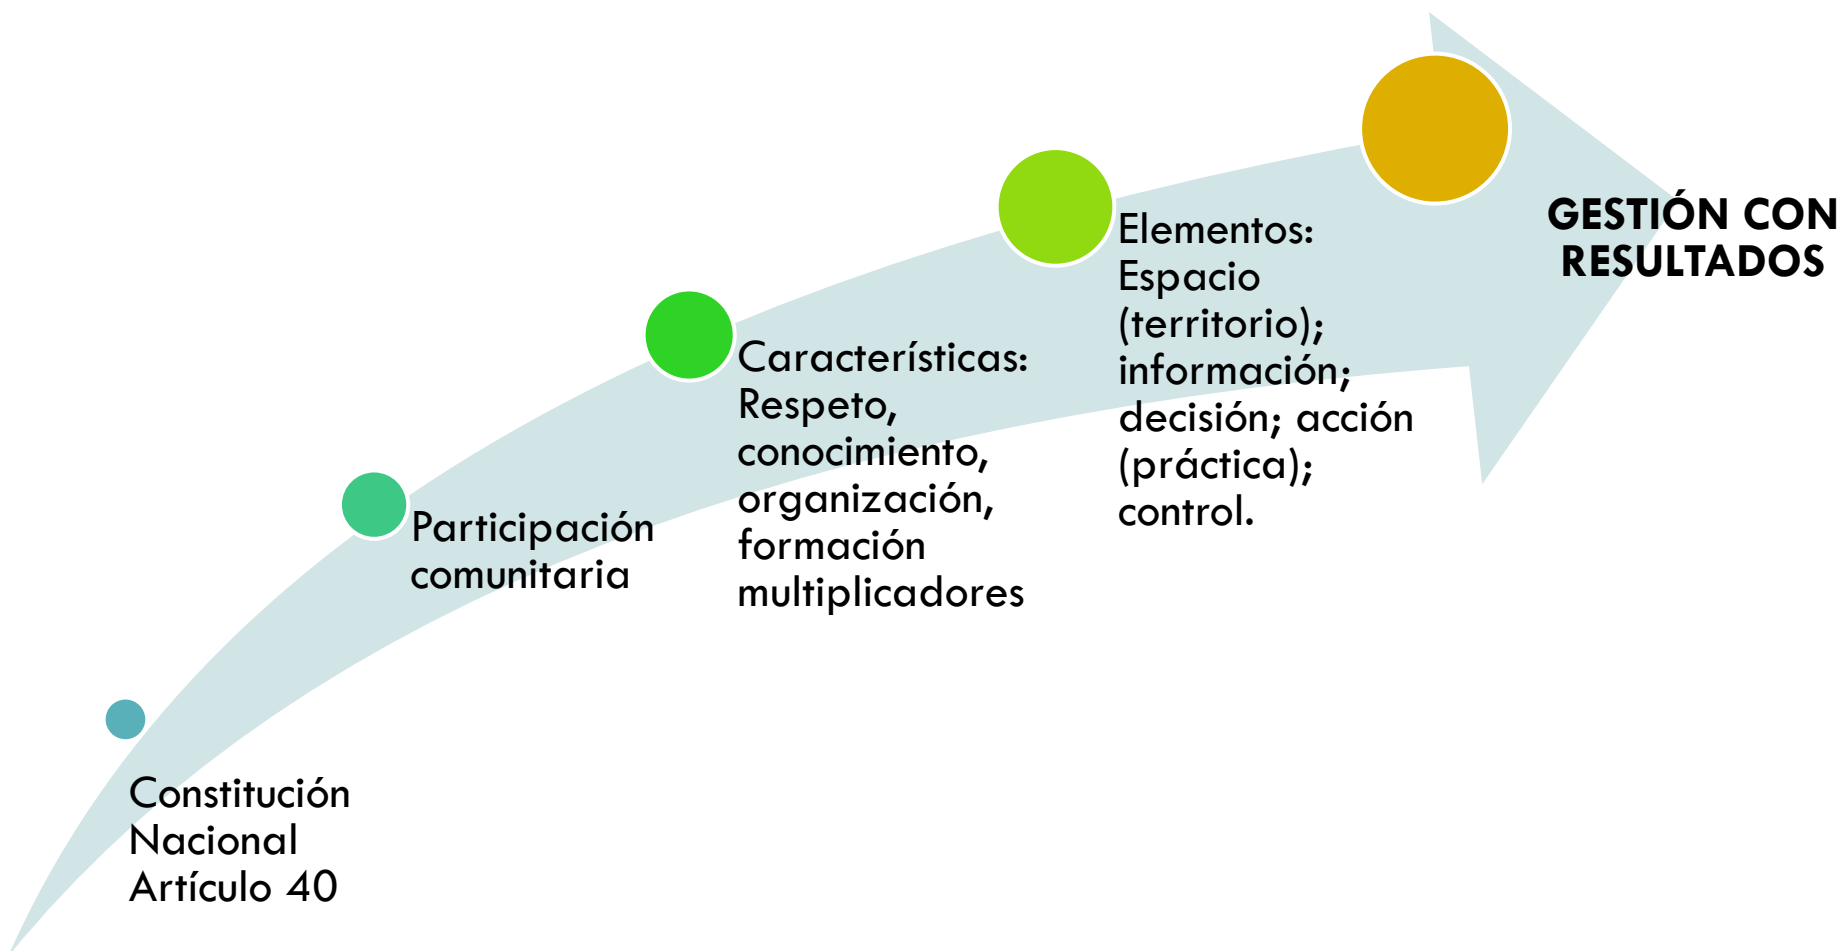 Constitución
Nacional
Artículo 40
Participación
comunitaria
Características:
Respeto,
conocimiento,
organización,
formación
multiplicadores
Elementos:
Espacio
(territorio);
información;
decisión; acción
(práctica);
control.
GESTIÓN CON
RESULTADOS